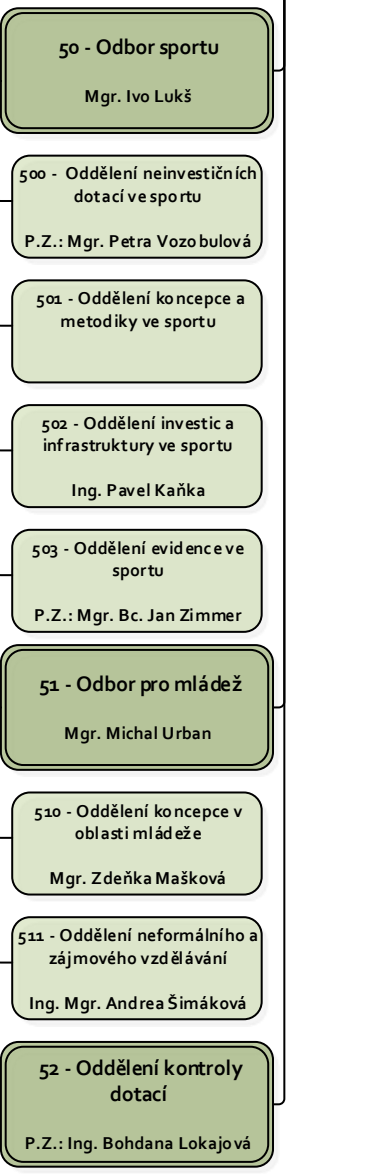 50 - Odbor sportu
Mgr. Ivo Lukš
500 - Oddělení neinvestičních
dotací ve sportu
P.Z.: Mgr. Petra Vozobulová
501 - Oddělení koncepce a
metodiky ve sportu
502 - Oddělení investic a
infrastruktury ve sportu
Ing. Pavel Kaňka
503 - Oddělení evidence ve
sportu
P.Z.: Mgr. Bc. Jan Zimmer
51 - Odbor pro mládež
Mgr. Michal Urban
510 - Oddělení koncepce v
oblasti mládeže
Mgr. Zdeňka Mašková
511 - Oddělení neformálního a
zájmového vzdělávání
Ing. Mgr. Andrea Šimáková
52 - Oddělení kontroly
dotací
P.Z.: Ing. Bohdana Lokajová